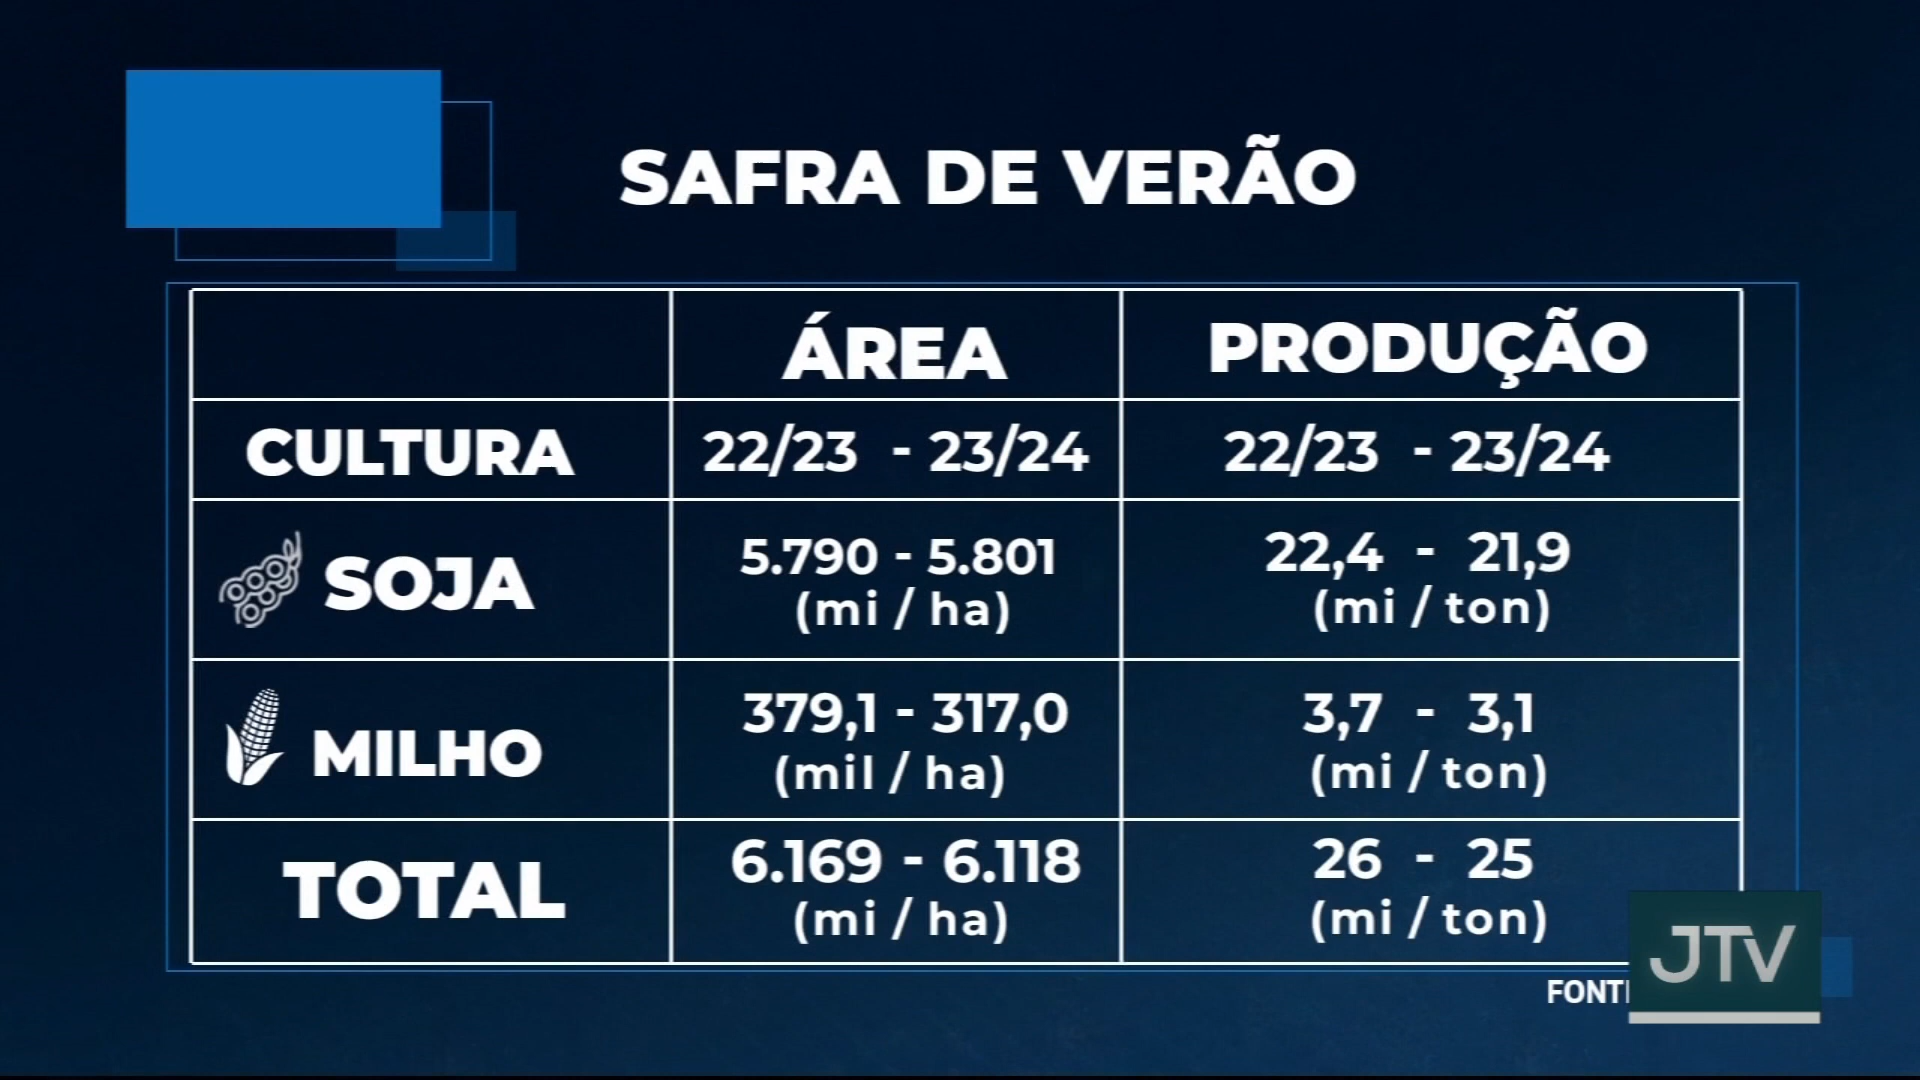 SAFRA DE VERÃO
ÁREA PRODUÇÃO
CULTURA 22/23 - 23/24 22/23 - 23/24
SOJA 5.790 - 5.801 22,4 - 21,9
(mi / ha) (mi / ton)
MILHO 379,1 - 317,0 3,7 - 3,1
(mil / ha) (mi / ton)
TOTAL 6.169 - 6.118 26 - 25
(mi / ha) (mi / ton)
JTV